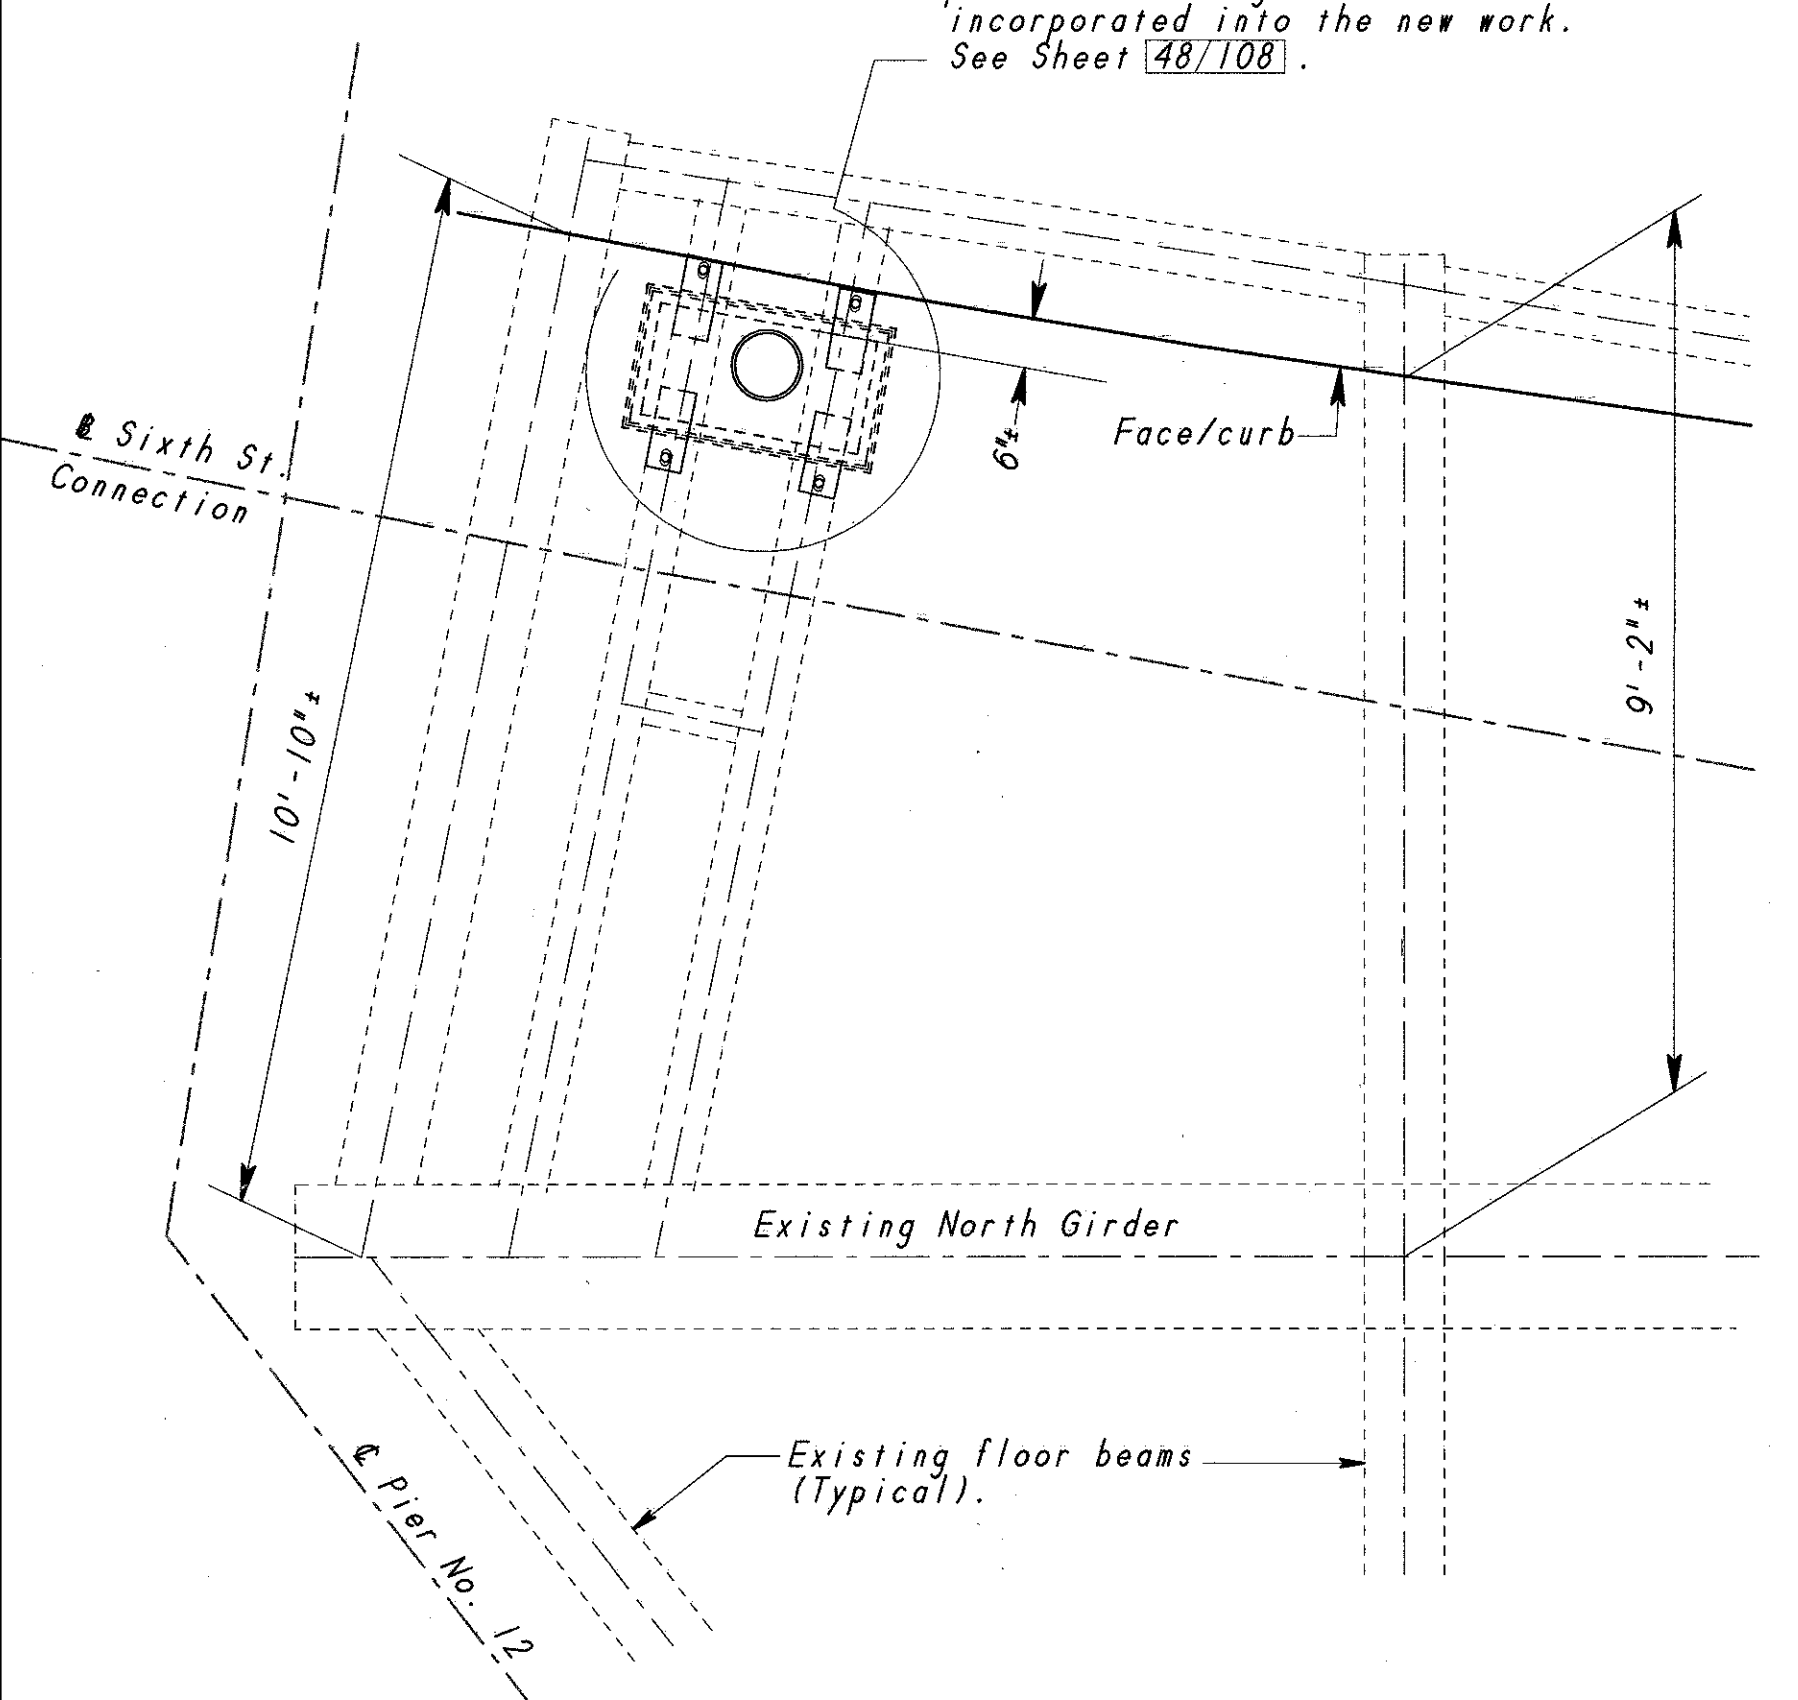 incorporated into the new work.
See Sheet 48/108 .
℄ Sixth St.
Connection
6"±
Face/curb
10'-10"±
9'-2"±
Existing North Girder
Existing floor beams
(Typical).
℄ Pier No. 12